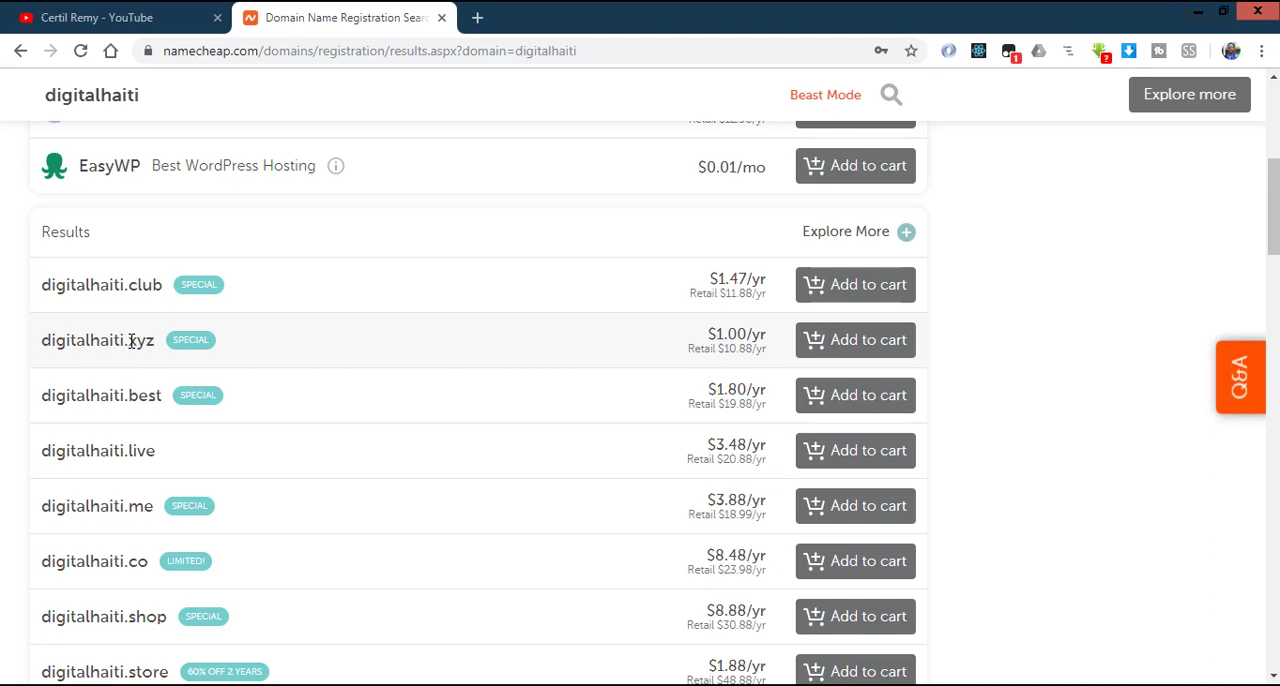 Certil Remy - YouTube
Domain Name Registration Sear
namecheap.com/domains/registration/results.aspx?domain=digitalhaiti
1
?
tb
SS
digitalhaiti
Beast Mode
Explore more
EasyWP Best WordPress Hosting
$0.01/mo
Add to cart
Results
Explore More
digitalhaiti.club SPECIAL
$1.47/yr
Retail $11.88/yr
Add to cart
digitalhaiti.xyz SPECIAL
$1.00/yr
Retail $10.88/yr
Add to cart
digitalhaiti.best SPECIAL
$1.80/yr
Retail $19.88/yr
Add to cart
digitalhaiti.live
$3.48/yr
Retail $20.88/yr
Add to cart
digitalhaiti.me SPECIAL
$3.88/yr
Retail $18.99/yr
Add to cart
digitalhaiti.co LIMITED!
$8.48/yr
Retail $23.98/yr
Add to cart
digitalhaiti.shop SPECIAL
$8.88/yr
Retail $30.88/yr
Add to cart
digitalhaiti.store 60% OFF 2 YEARS
$1.88/yr
Retail $48.88/yr
Add to cart
Q&A